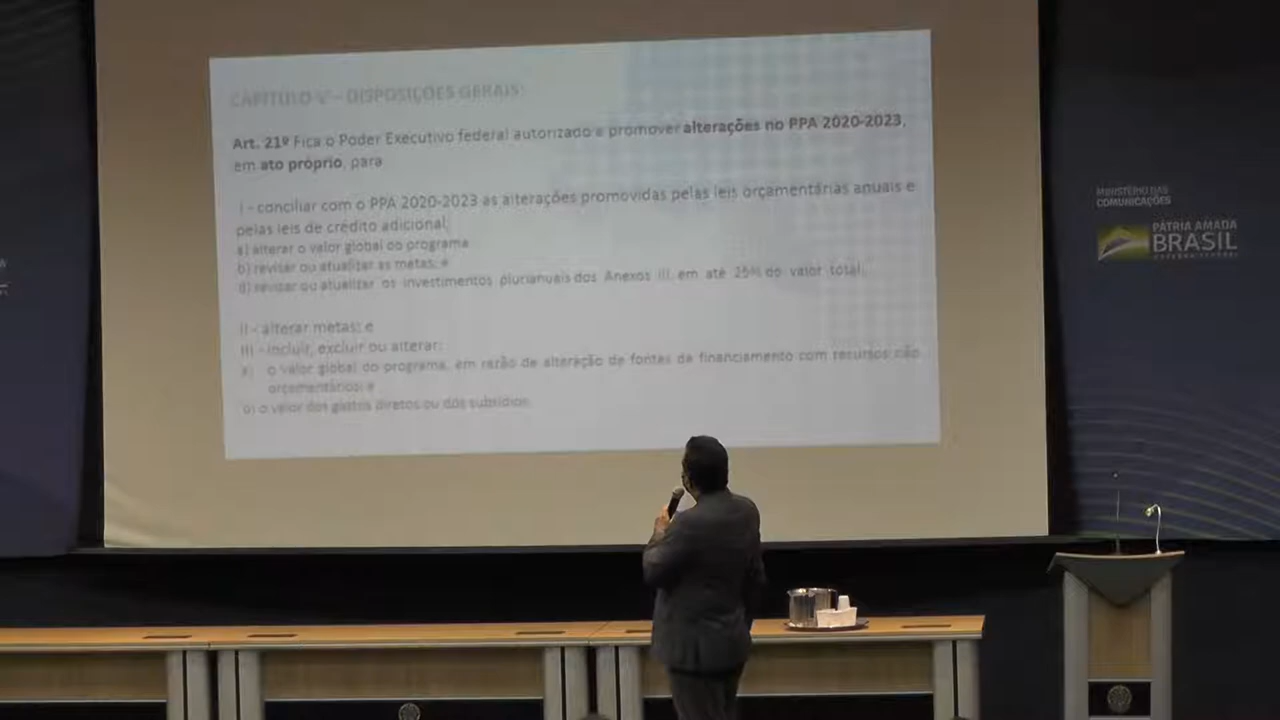 CAPÍTULO V – DISPOSIÇÕES GERAIS:
Art. 21º Fica o Poder Executivo federal autorizado a promover alterações no PPA 2020-2023,
em ato próprio, para
I - conciliar com o PPA 2020-2023 as alterações promovidas pelas leis orçamentárias anuais e
pelas leis de crédito adicional;
a) alterar o valor global do programa
b) revisar ou atualizar as metas; e
d) revisar ou atualizar os investimentos plurianuais dos Anexos III, em até 25% do valor total.
II - alterar metas; e
III - incluir, excluir ou alterar:
a) o valor global do programa, em razão de alteração de fontes de financiamento com recursos não
orçamentários; e
b) o valor dos gastos diretos ou dos subsídios.
MINISTÉRIO DAS
COMUNICAÇÕES
PÁTRIA AMADA
BRASIL